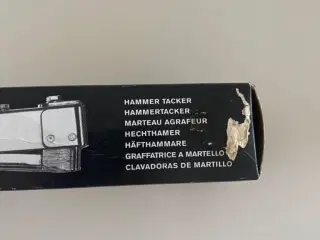 HAMMER TACKER
HAMMERTACKER
MARTEAU AGRAFEUR
HECHTHAMER
HÄFTHAMMARE
GRAFFATRICE A MARTELLO
CLAVADORAS DE MARTILLO